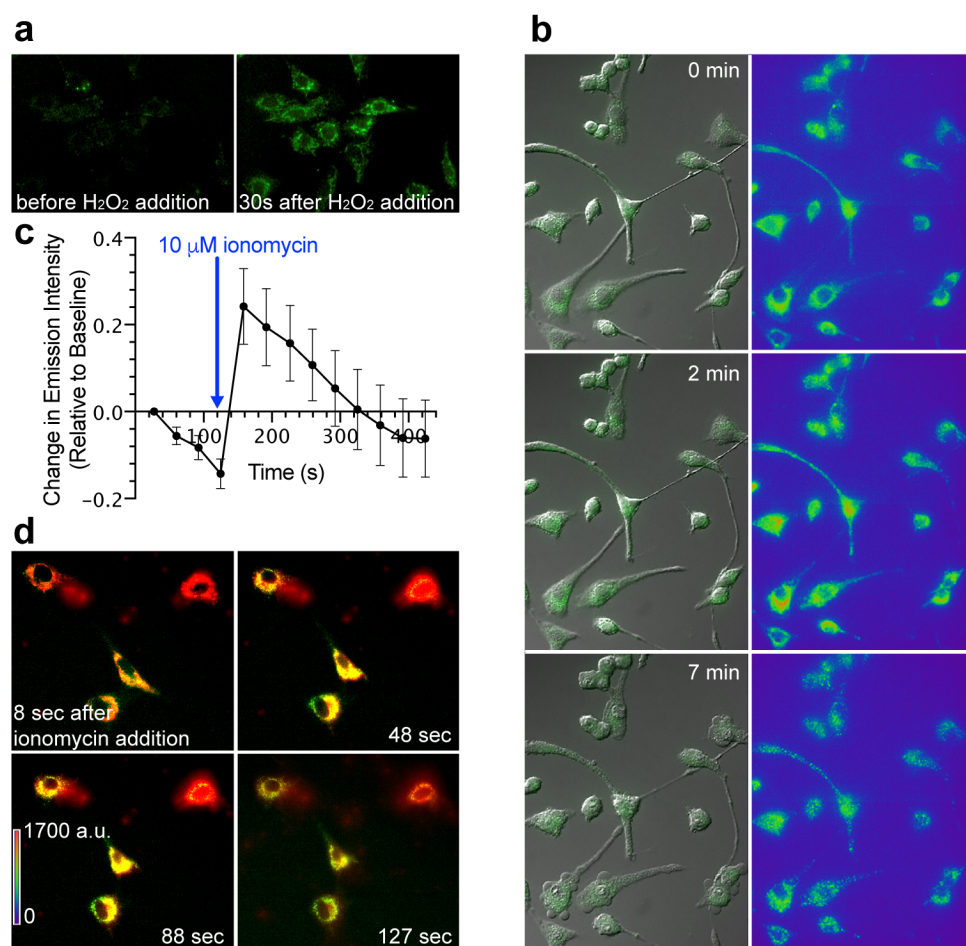 a
before H₂O₂ addition
30s after H₂O₂ addition
b
0 min
2 min
7 min
c
10 μM ionomycin
Change in Emission Intensity
(Relative to Baseline)
0.4
0.2
0.0
−0.2
100
200
300
400
Time (s)
d
8 sec after
ionomycin addition
48 sec
1700 a.u.
0
88 sec
127 sec